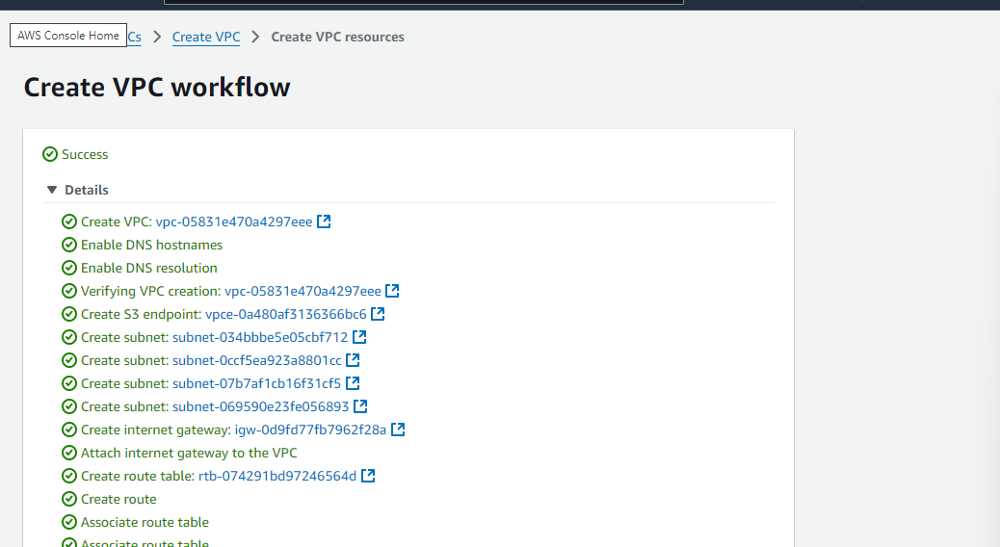 AWS Console Home Cs > Create VPC > Create VPC resources
Create VPC workflow
Success
Details
Create VPC: vpc-05831e470a4297eee
Enable DNS hostnames
Enable DNS resolution
Verifying VPC creation: vpc-05831e470a4297eee
Create S3 endpoint: vpce-0a480af3136366bc6
Create subnet: subnet-034bbbe5e05cbf712
Create subnet: subnet-0ccf5ea923a8801cc
Create subnet: subnet-07b7af1cb16f31cf5
Create subnet: subnet-069590e23fe056893
Create internet gateway: igw-0d9fd77fb7962f28a
Attach internet gateway to the VPC
Create route table: rtb-074291bd97246564d
Create route
Associate route table
Associate route table